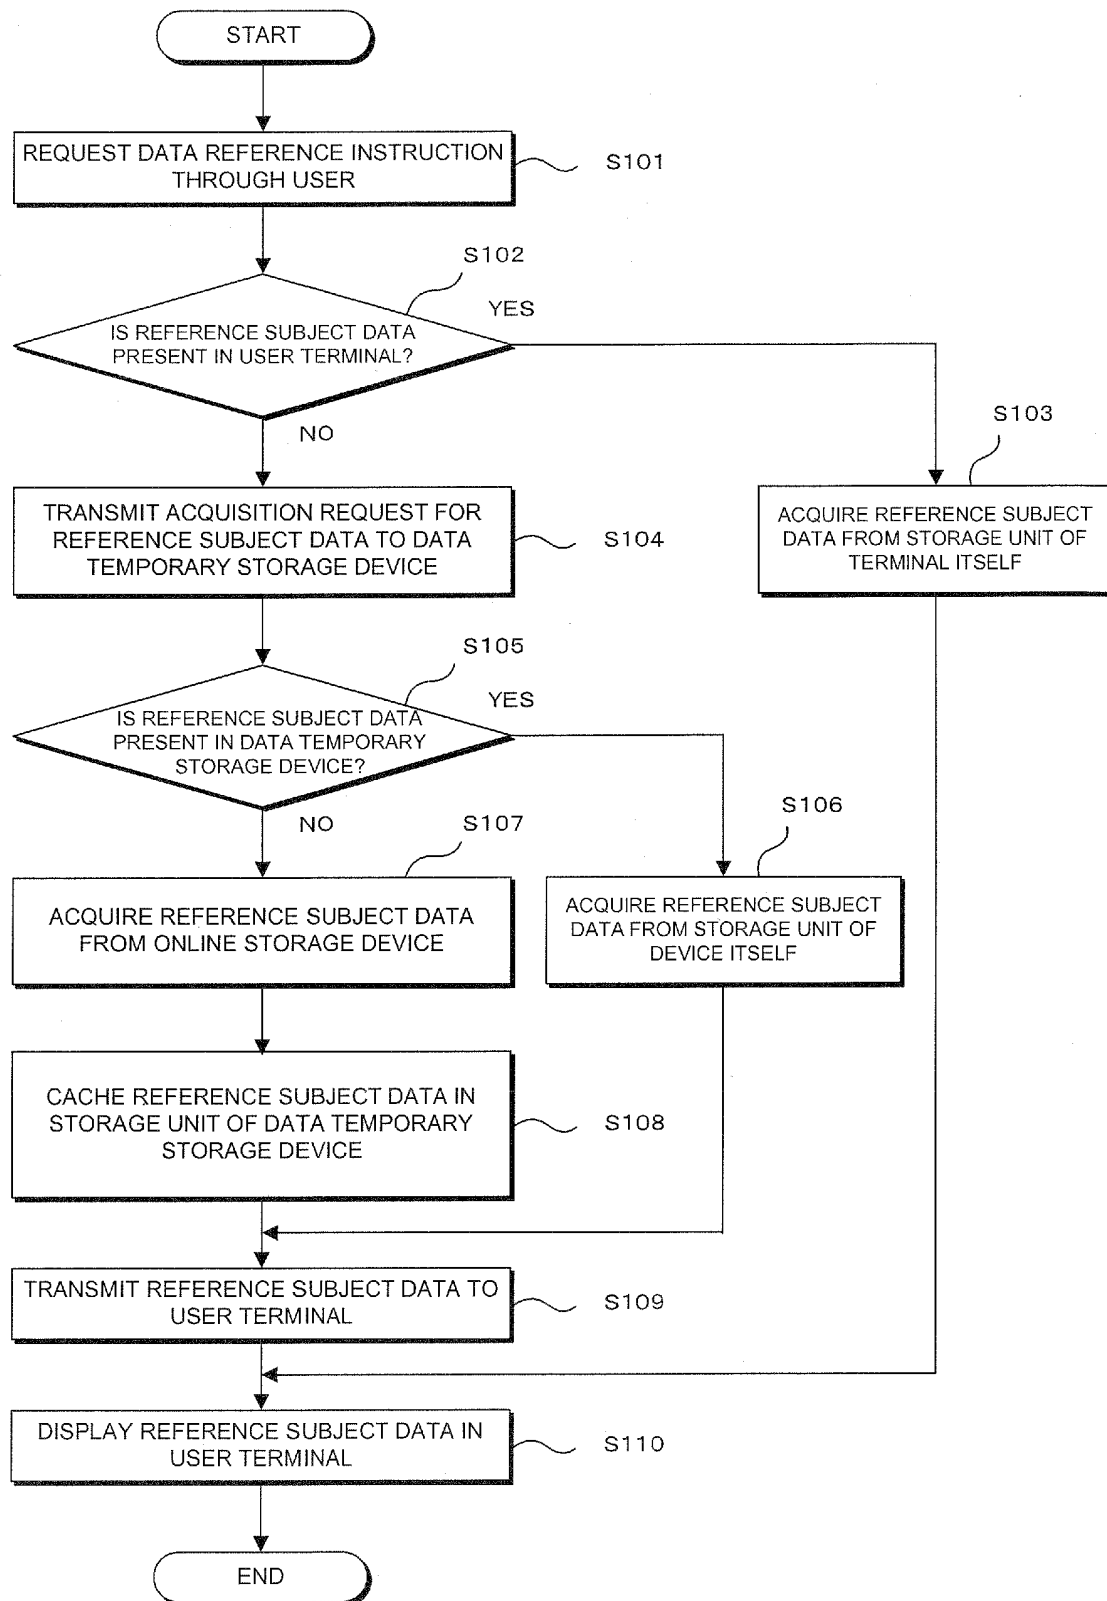 START
REQUEST DATA REFERENCE INSTRUCTION
THROUGH USER
S101
S102
YES
IS REFERENCE SUBJECT DATA
PRESENT IN USER TERMINAL?
NO
S103
TRANSMIT ACQUISITION REQUEST FOR
REFERENCE SUBJECT DATA TO DATA
TEMPORARY STORAGE DEVICE
S104
ACQUIRE REFERENCE SUBJECT
DATA FROM STORAGE UNIT OF
TERMINAL ITSELF
S105
YES
IS REFERENCE SUBJECT DATA
PRESENT IN DATA TEMPORARY
STORAGE DEVICE?
NO
S107
S106
ACQUIRE REFERENCE SUBJECT DATA
FROM ONLINE STORAGE DEVICE
ACQUIRE REFERENCE SUBJECT
DATA FROM STORAGE UNIT OF
DEVICE ITSELF
CACHE REFERENCE SUBJECT DATA IN
STORAGE UNIT OF DATA TEMPORARY
STORAGE DEVICE
S108
TRANSMIT REFERENCE SUBJECT DATA TO
USER TERMINAL
S109
DISPLAY REFERENCE SUBJECT DATA IN
USER TERMINAL
S110
END